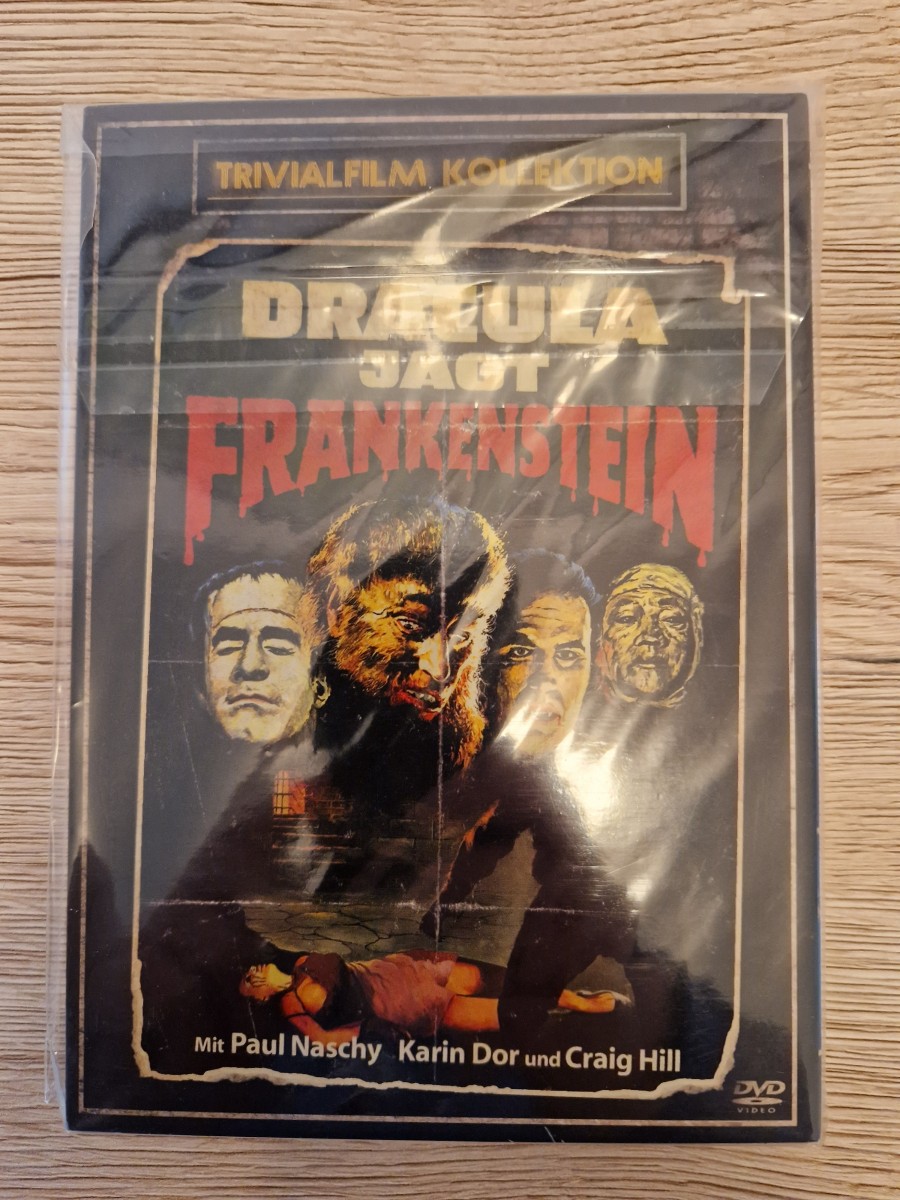 TRIVIALFILM KOLLEKTION
DRACULA
JAGT
FRANKENSTEIN
Mit Paul Naschy Karin Dor und Craig Hill
DVD
VIDEO